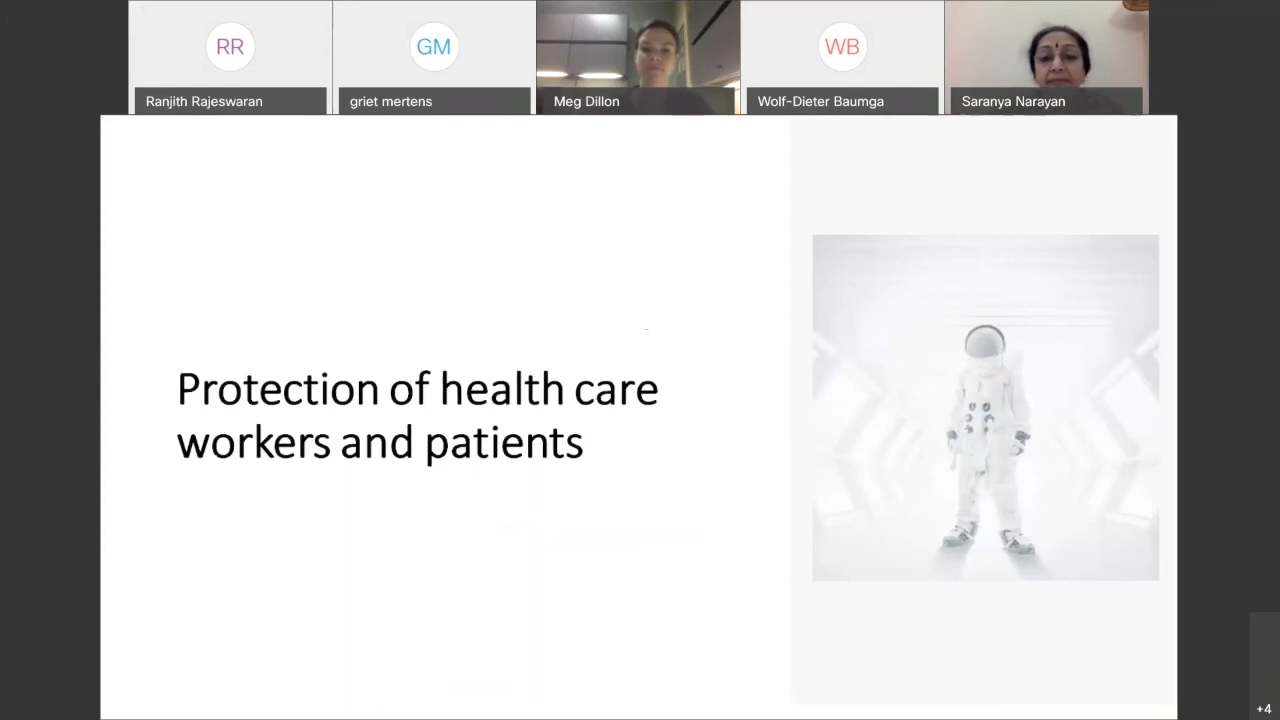 RR
GM
WB
Ranjith Rajeswaran
griet mertens
Meg Dillon
Wolf-Dieter Baumga
Saranya Narayan
Protection of health care
workers and patients
+4